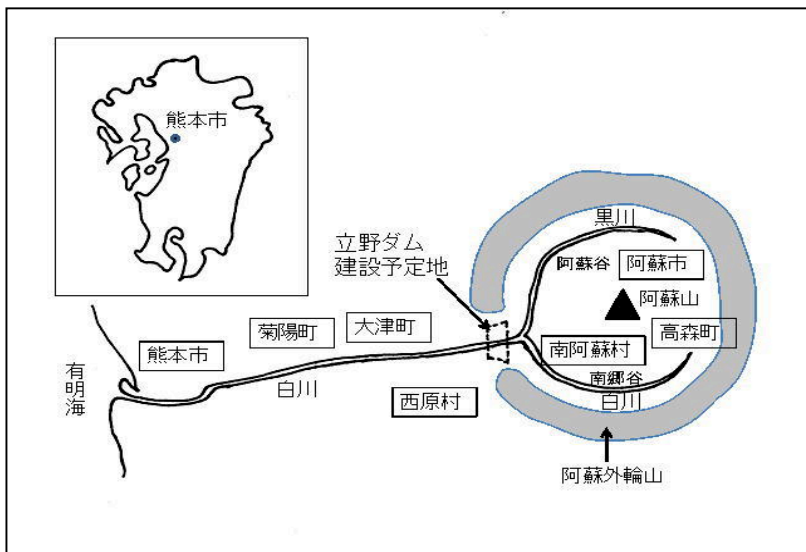 熊本市
黒川
立野ダム
建設予定地
阿蘇谷
阿蘇市
阿蘇山
菊陽町
大津町
高森町
熊本市
南阿蘇村
有明海
白川
南郷谷
西原村
白川
阿蘇外輪山